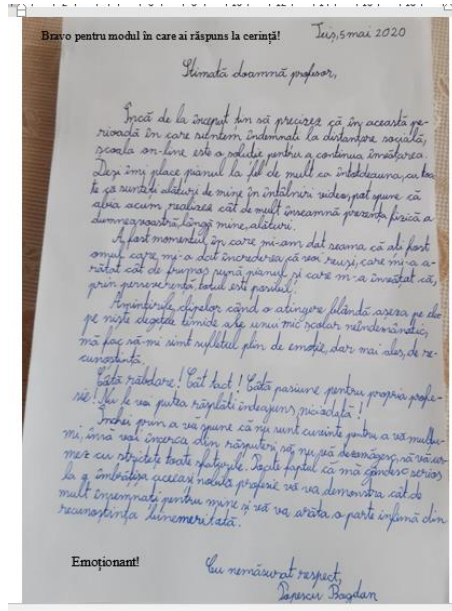 Bravo pentru modul în care ai răspuns la cerință!
Teiș, 5 mai 2020
Stimată doamnă profesor,
Încă de la început țin să precizez că în această pe-
rioadă în care suntem îndemnați la distanțare socială,
școala on-line este o soluție pentru a continua învățarea.
Deși îmi place pianul la fel de mult ca întotdeauna, cu toa-
te că sunteți alături de mine în întâlniri video, pot spune că
abia acum realizez cât de mult înseamnă prezența fizică a
dumneavoastră, lângă mine, alături.
A fost momentul în care mi-am dat seama că ați fost
omul care mi-a dat încrederea că voi reuși, care mi-a a-
rătat cât de frumos sună pianul și care m-a învățat că,
prin perseverență, totul este posibil.
Amintirile clipelor când o atingere blândă așeza pe clape
pe niște degețele timide ale unui mic școlar neîndemânatic,
mă fac să-mi simt sufletul plin de emoție, dar mai ales, de re-
cunoștință.
Câtă răbdare! Cât tact! Câtă pasiune pentru propria profe-
sie! Nu le voi putea răsplăti îndeajuns, niciodată!
Închei prin a vă spune că nu sunt cuvinte pentru a vă mulțu-
mi, însă voi încerca din răsputeri să nu vă dezamăgesc, să vă ur-
mez cu strictețe toate sfaturile. Poate faptul că mă gândesc serios
la a îmbrățișa aceeași nobilă profesie vă va demonstra cât de
mult însemnați pentru mine și vă va arăta o parte infimă din
recunoștința binemeritată.
Emoționant!
Cu nemăsurat respect,
Popescu Bogdan